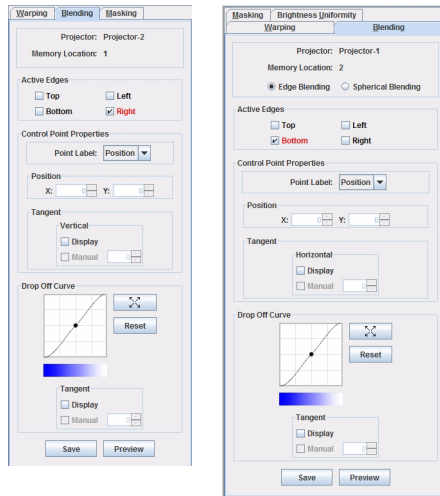 Warping Blending Masking
Projector: Projector-2
Memory Location: 1
Active Edges
Top Left
Bottom Right
Control Point Properties
Point Label: Position
Position
X: 0 Y: 0
Tangent
Vertical
Display
Manual 0
Drop Off Curve
Reset
Tangent
Display
Manual 0
Save Preview
Masking Brightness Uniformity
Warping Blending
Projector: Projector-1
Memory Location: 2
Edge Blending Spherical Blending
Active Edges
Top Left
Bottom Right
Control Point Properties
Point Label: Position
Position
X: 0 Y: 0
Tangent
Horizontal
Display
Manual 0
Drop Off Curve
Reset
Tangent
Display
Manual 0
Save Preview